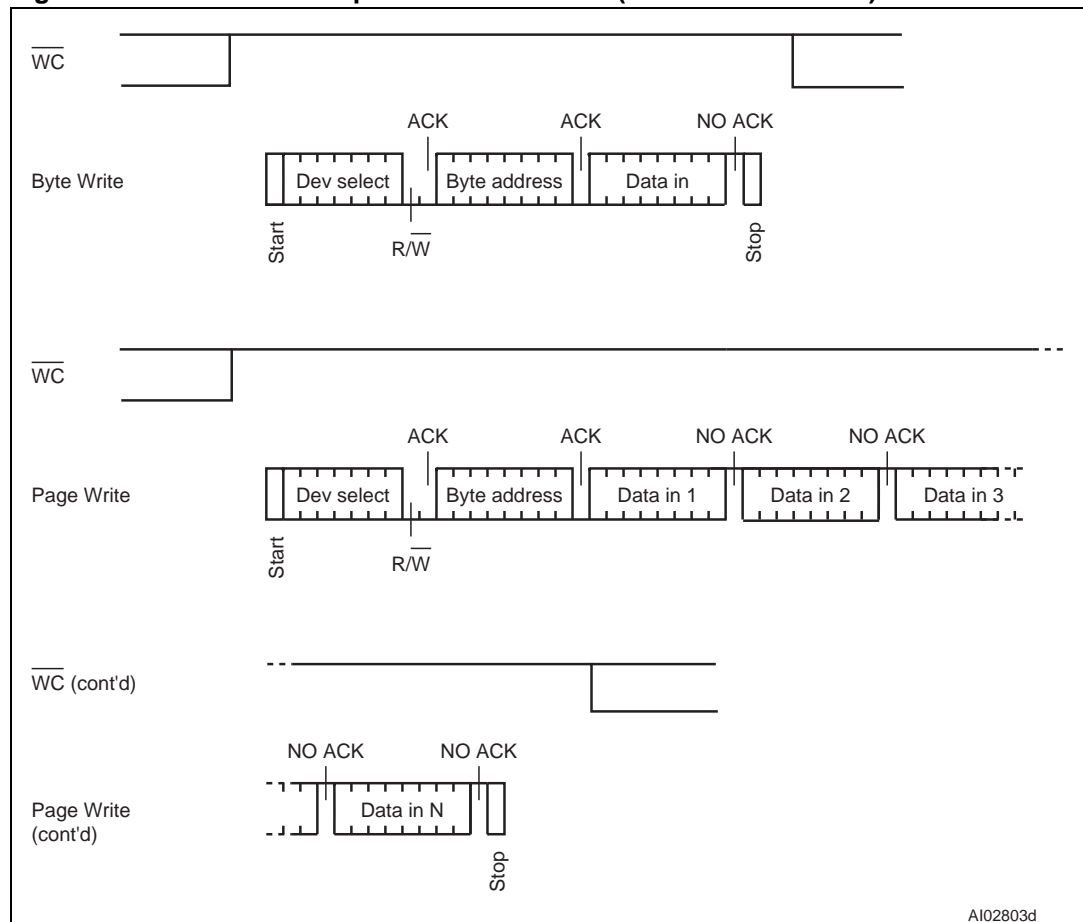 WC
ACK ACK NO ACK
Byte Write
Dev select Byte address Data in
Start R/W Stop
WC
ACK ACK NO ACK NO ACK
Page Write
Dev select Byte address Data in 1 Data in 2 Data in 3
Start R/W
WC (cont'd)
NO ACK NO ACK
Page Write
(cont'd)
Data in N
Stop
AI02803d